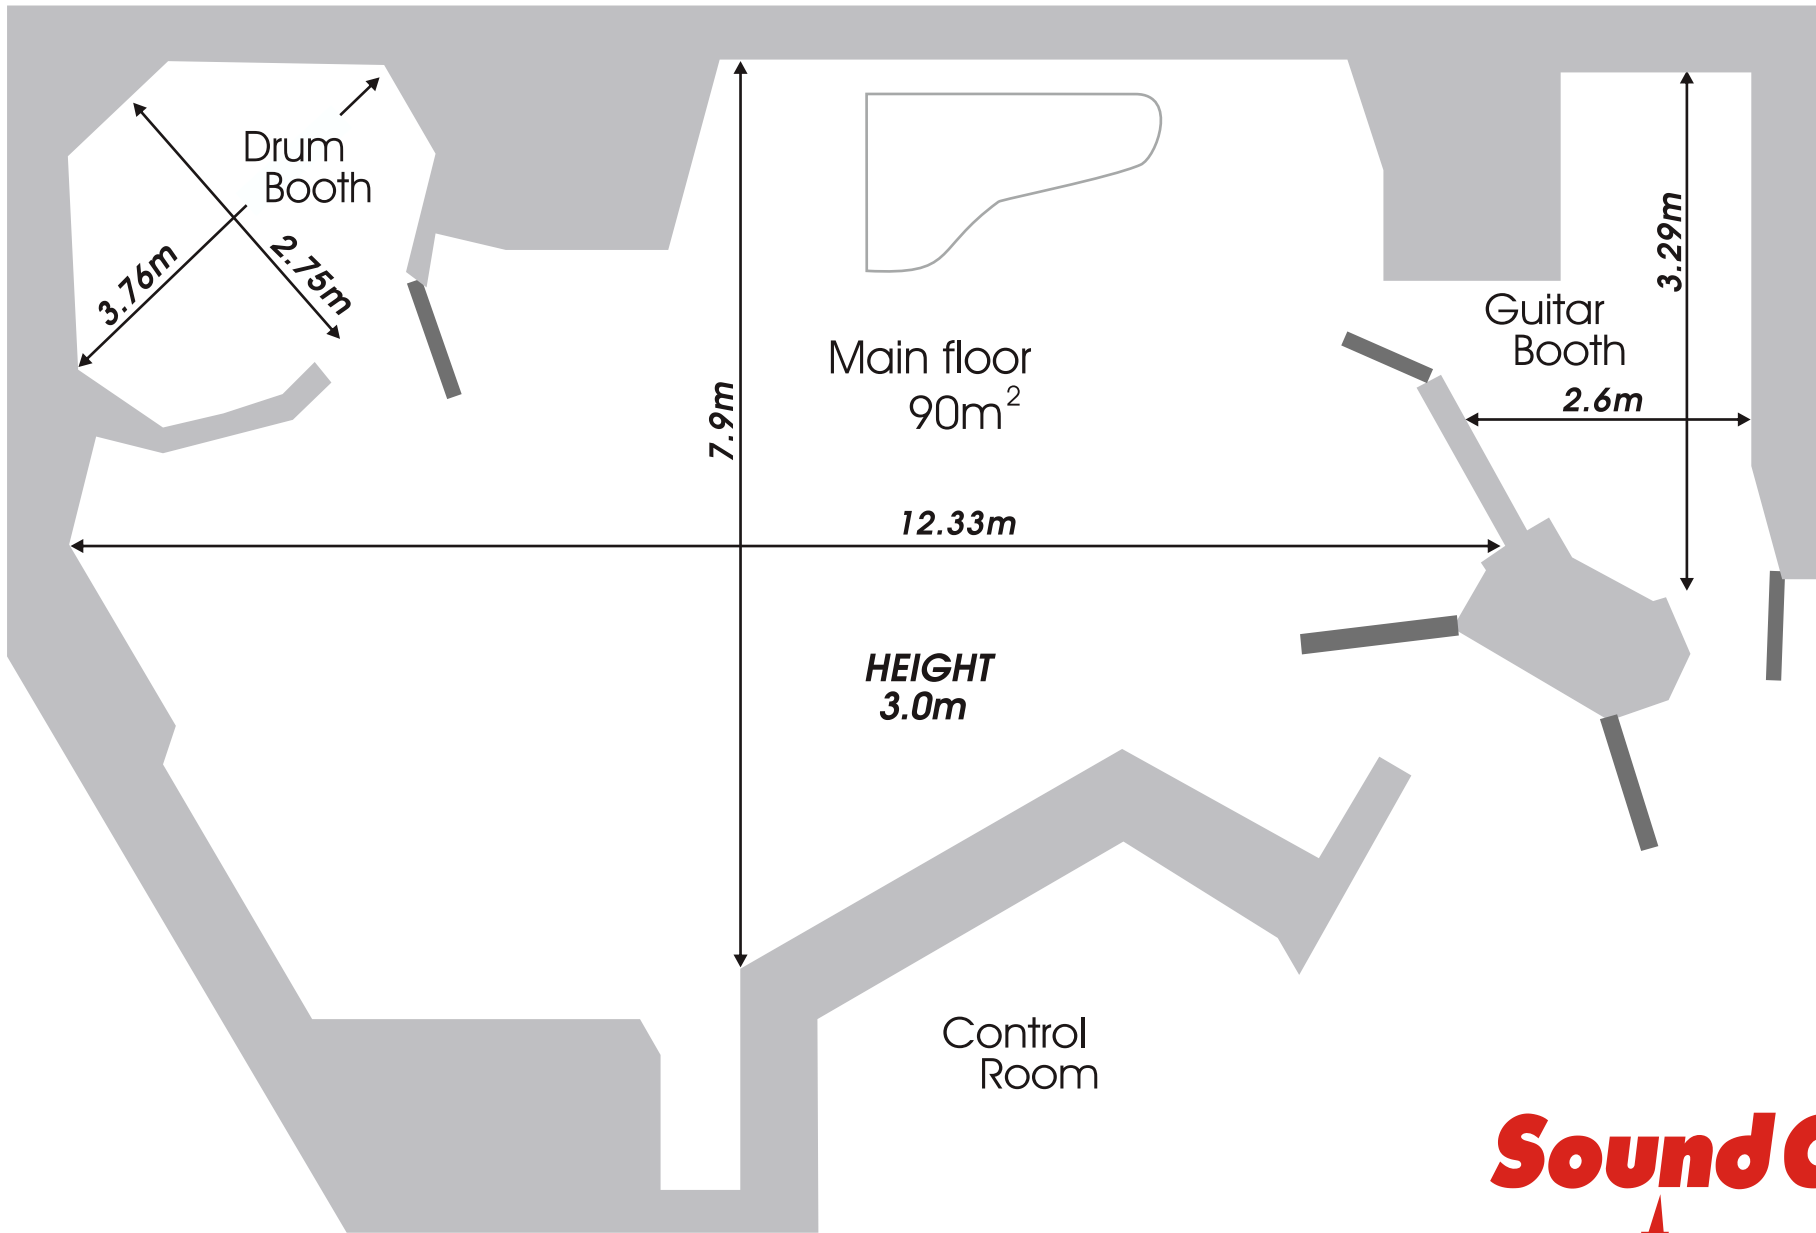 Drum
Booth
3.76m
2.75m
7.9m
Main floor
90m²
12.33m
HEIGHT
3.0m
Guitar
Booth
3.29m
2.6m
Control
Room
Sound